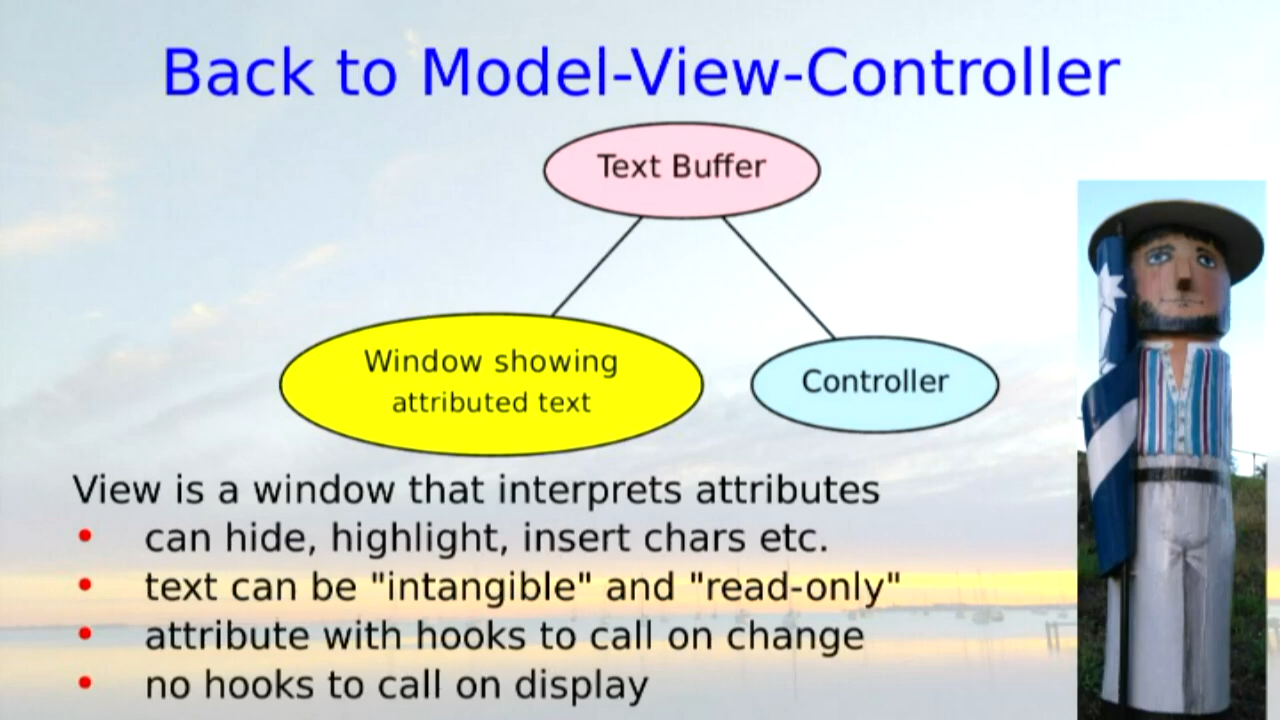 Back to Model-View-Controller
Text Buffer
Window showing
attributed text
Controller
View is a window that interprets attributes
• can hide, highlight, insert chars etc.
• text can be "intangible" and "read-only"
• attribute with hooks to call on change
• no hooks to call on display